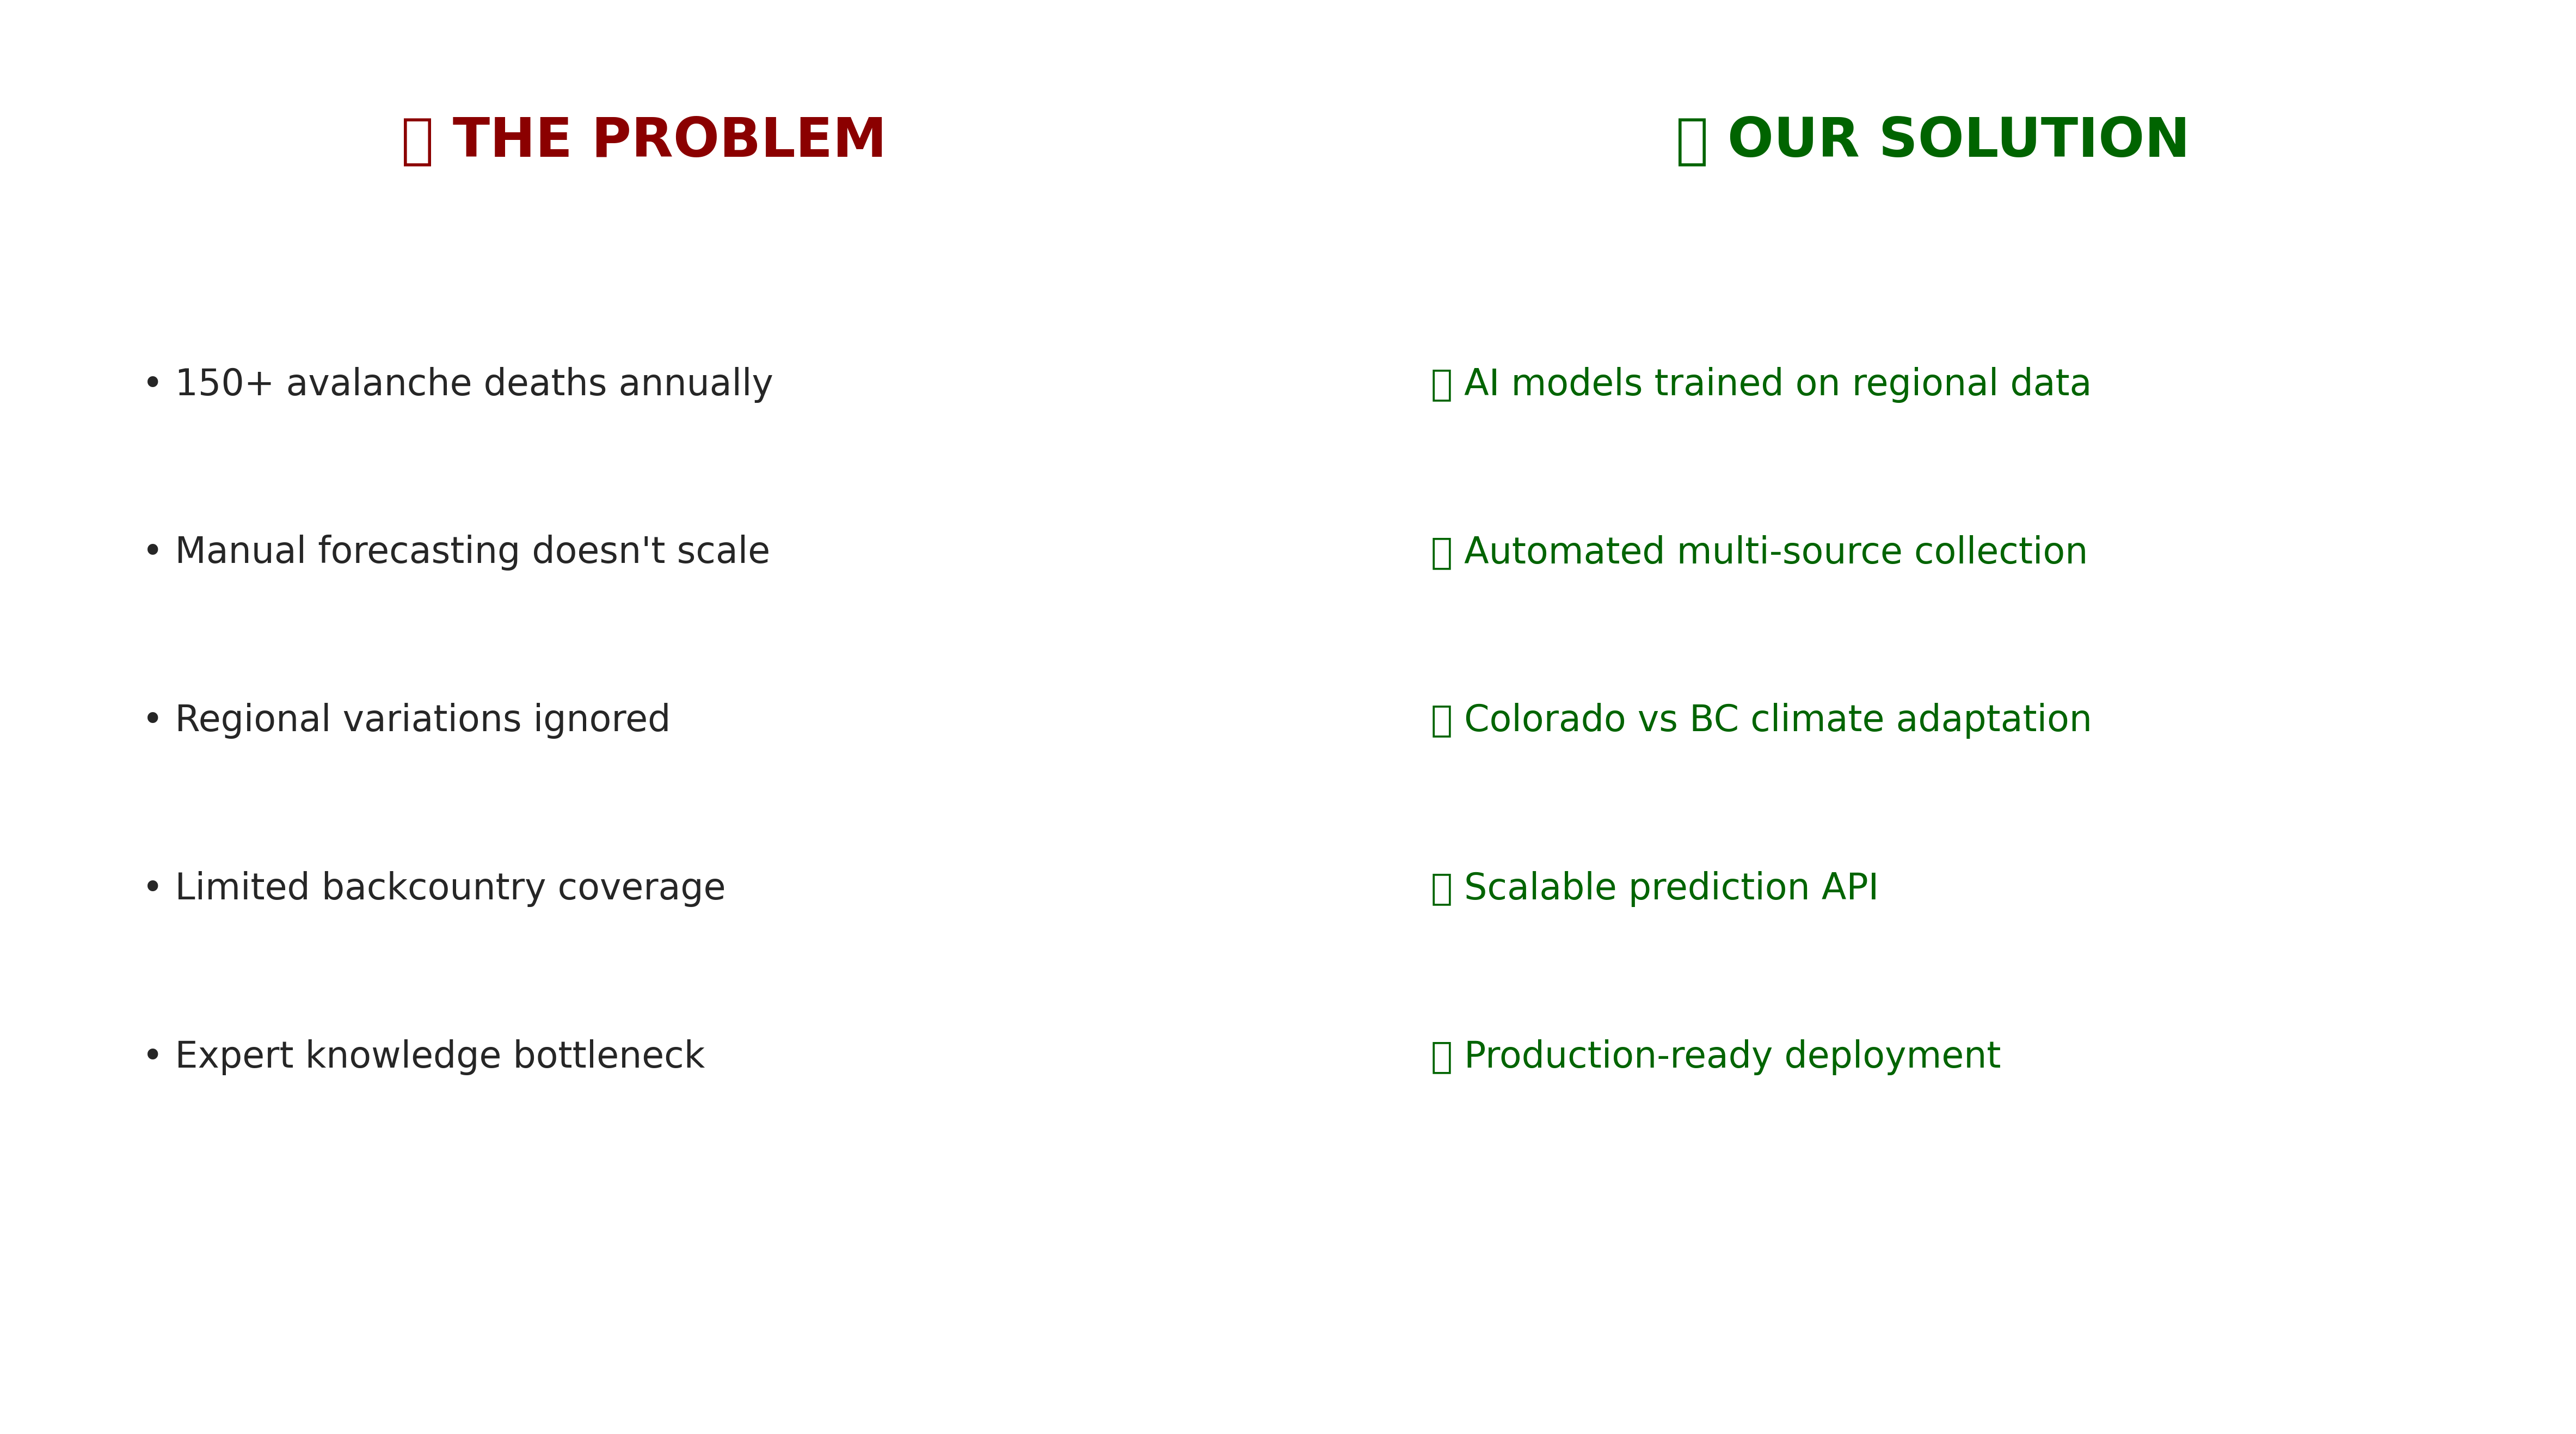 THE PROBLEM
• 150+ avalanche deaths annually
• Manual forecasting doesn't scale
• Regional variations ignored
• Limited backcountry coverage
• Expert knowledge bottleneck
OUR SOLUTION
AI models trained on regional data
Automated multi-source collection
Colorado vs BC climate adaptation
Scalable prediction API
Production-ready deployment